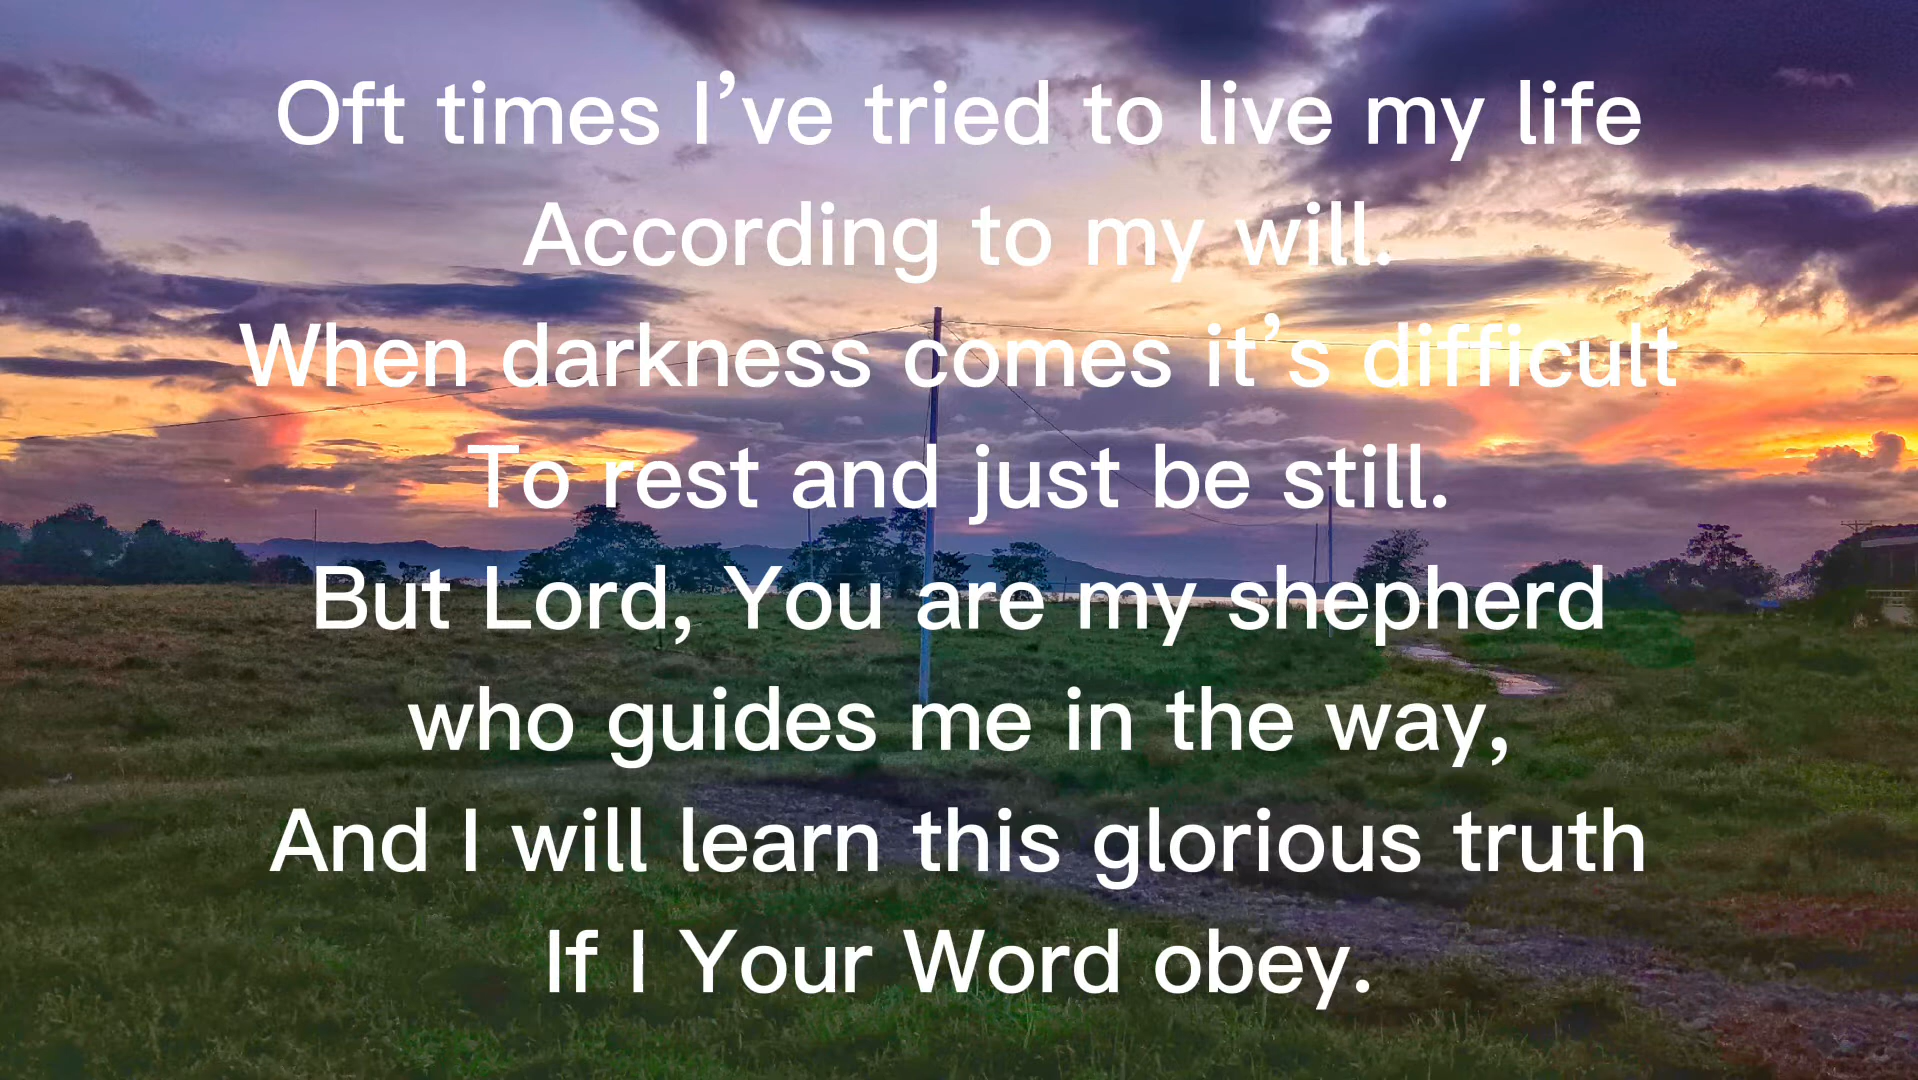 Oft times I’ve tried to live my life
According to my will.
When darkness comes it’s difficult
To rest and just be still.
But Lord, You are my shepherd
who guides me in the way,
And I will learn this glorious truth
If I Your Word obey.